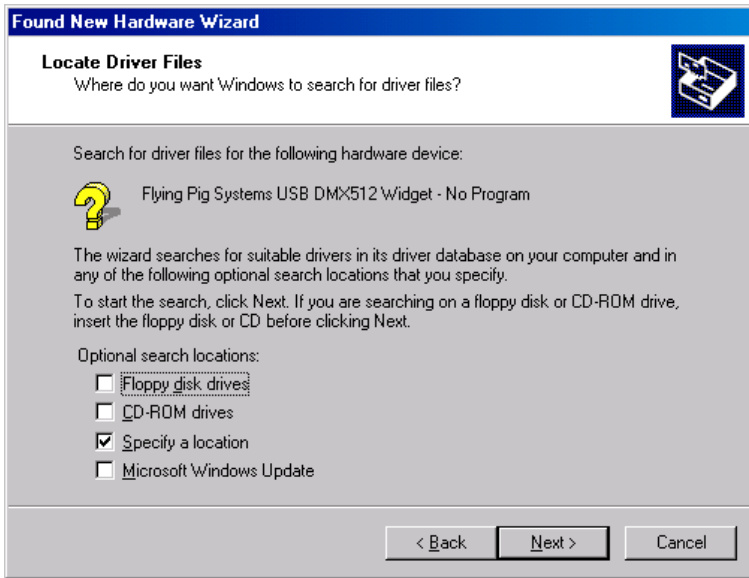 Found New Hardware Wizard
Locate Driver Files
Where do you want Windows to search for driver files?
Search for driver files for the following hardware device:
Flying Pig Systems USB DMX512 Widget - No Program
The wizard searches for suitable drivers in its driver database on your computer and in
any of the following optional search locations that you specify.
To start the search, click Next. If you are searching on a floppy disk or CD-ROM drive,
insert the floppy disk or CD before clicking Next.
Optional search locations:
Floppy disk drives
CD-ROM drives
Specify a location
Microsoft Windows Update
< Back Next > Cancel